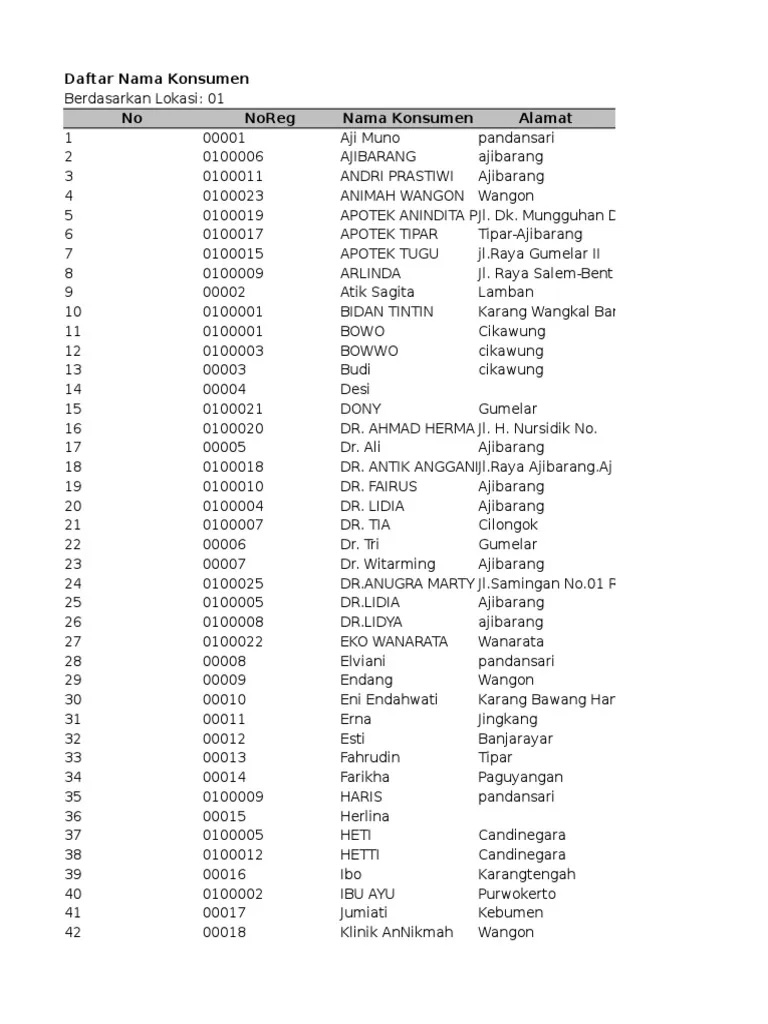 Daftar Nama Konsumen
Berdasarkan Lokasi: 01
No NoReg Nama Konsumen Alamat
1 00001 Aji Muno pandansari
2 0100006 AJIBARANG ajibarang
3 0100011 ANDRI PRASTIWI Ajibarang
4 0100023 ANIMAH WANGON Wangon
5 0100019 APOTEK ANINDITA P Jl. Dk. Mungguhan D
6 0100017 APOTEK TIPAR Tipar-Ajibarang
7 0100015 APOTEK TUGU jl.Raya Gumelar II
8 0100009 ARLINDA Jl. Raya Salem-Bent
9 00002 Atik Sagita Lamban
10 0100001 BIDAN TINTIN Karang Wangkal Bar
11 0100001 BOWO Cikawung
12 0100003 BOWWO cikawung
13 00003 Budi cikawung
14 00004 Desi
15 0100021 DONY Gumelar
16 0100020 DR. AHMAD HERMA Jl. H. Nursidik No.
17 00005 Dr. Ali Ajibarang
18 0100018 DR. ANTIK ANGGANI Jl.Raya Ajibarang.Aj
19 0100010 DR. FAIRUS Ajibarang
20 0100004 DR. LIDIA Ajibarang
21 0100007 DR. TIA Cilongok
22 00006 Dr. Tri Gumelar
23 00007 Dr. Witarming Ajibarang
24 0100025 DR.ANUGRA MARTY Jl.Samingan No.01 R
25 0100005 DR.LIDIA Ajibarang
26 0100008 DR.LIDYA ajibarang
27 0100022 EKO WANARATA Wanarata
28 00008 Elviani pandansari
29 00009 Endang Wangon
30 00010 Eni Endahwati Karang Bawang Har
31 00011 Erna Jingkang
32 00012 Esti Banjarayar
33 00013 Fahrudin Tipar
34 00014 Farikha Paguyangan
35 0100009 HARIS pandansari
36 00015 Herlina
37 0100005 HETI Candinegara
38 0100012 HETTI Candinegara
39 00016 Ibo Karangtengah
40 0100002 IBU AYU Purwokerto
41 00017 Jumiati Kebumen
42 00018 Klinik AnNikmah Wangon